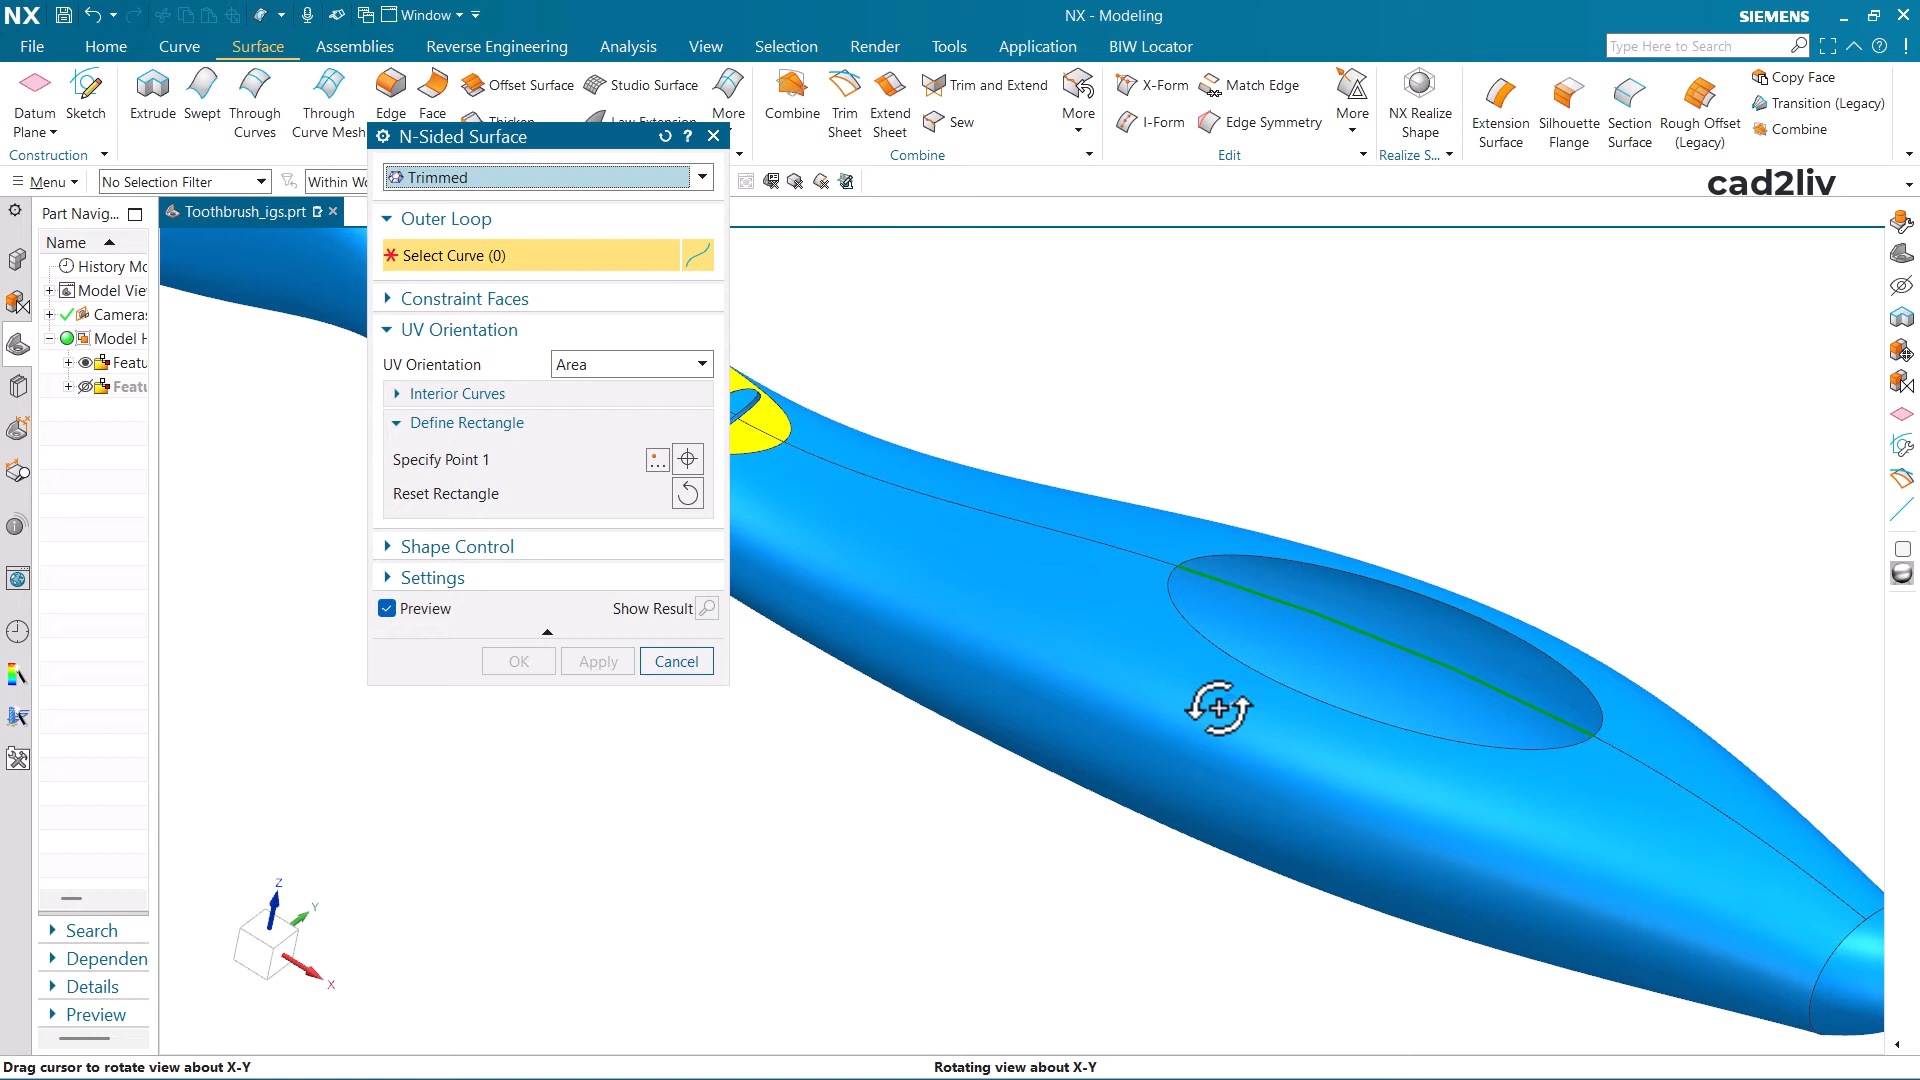 NX
Window
NX - Modeling
SIEMENS
File
Home
Curve
Surface
Assemblies
Reverse Engineering
Analysis
View
Selection
Render
Tools
Application
BIW Locator
Type Here to Search
Datum Plane
Sketch
Extrude
Swept
Through Curves
Through Curve Mesh
Edge
Face
Offset Surface
Thicken
Studio Surface
Law Extension
More
Combine
Trim Sheet
Extend Sheet
Trim and Extend
Sew
More
X-Form
I-Form
Match Edge
Edge Symmetry
More
NX Realize Shape
Extension Surface
Silhouette Flange
Section Surface
Rough Offset (Legacy)
Copy Face
Transition (Legacy)
Combine
Construction
Combine
Edit
Realize S...
Menu
No Selection Filter
Within Wo
cad2liv
Part Navig...
Toothbrush_igs.prt
Name
History Mo
Model Vie
Cameras
Model H
Featu
Featu
Search
Dependen
Details
Preview
N-Sided Surface
Trimmed
Outer Loop
* Select Curve (0)
Constraint Faces
UV Orientation
UV Orientation
Area
Interior Curves
Define Rectangle
Specify Point 1
Reset Rectangle
Shape Control
Settings
Preview
Show Result
OK
Apply
Cancel
Z
Y
X
Drag cursor to rotate view about X-Y
Rotating view about X-Y